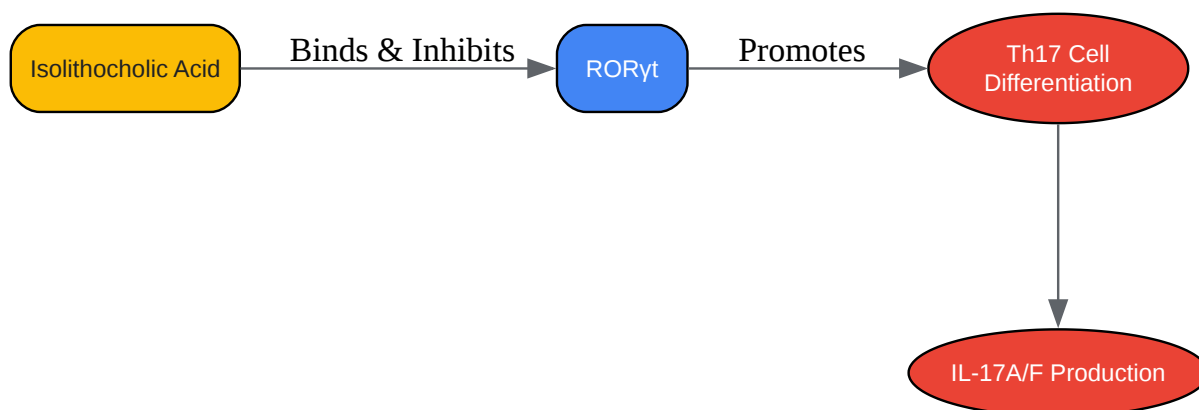 Isolithocholic Acid
Binds & Inhibits
RORγt
Promotes
Th17 Cell
Differentiation
IL-17A/F Production